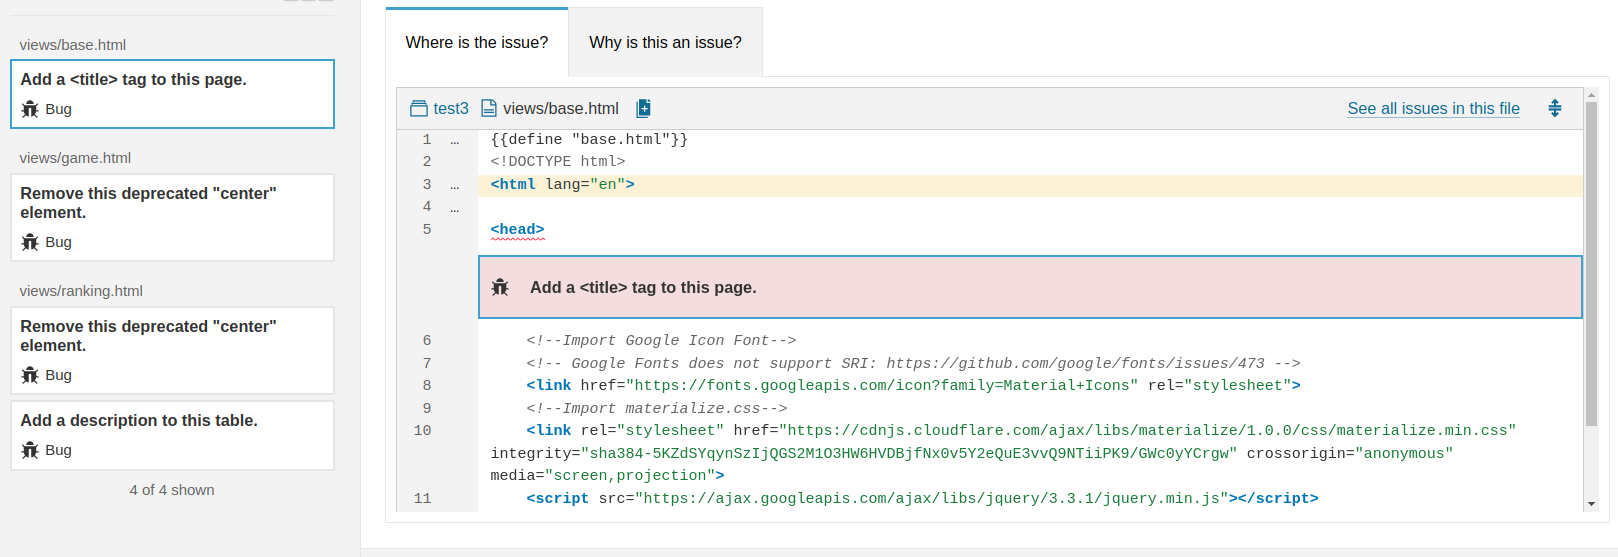 views/base.html
Add a <title> tag to this page.
Bug
views/game.html
Remove this deprecated "center"
element.
Bug
views/ranking.html
Remove this deprecated "center"
element.
Bug
Add a description to this table.
Bug
4 of 4 shown
Where is the issue?
Why is this an issue?
test3 views/base.html
See all issues in this file
1 … {{define "base.html"}}
2 <!DOCTYPE html>
3 … <html lang="en">
4 …
5 <head>
Add a <title> tag to this page.
6 <!--Import Google Icon Font-->
7 <!-- Google Fonts does not support SRI: https://github.com/google/fonts/issues/473 -->
8 <link href="https://fonts.googleapis.com/icon?family=Material+Icons" rel="stylesheet">
9 <!--Import materialize.css-->
10 <link rel="stylesheet" href="https://cdnjs.cloudflare.com/ajax/libs/materialize/1.0.0/css/materialize.min.css"
integrity="sha384-5KZdSYqynSzIjQGS2M1O3HW6HVDBjfNx0v5Y2eQuE3vvQ9NTiiPK9/GWc0yYCrgw" crossorigin="anonymous"
media="screen,projection">
11 <script src="https://ajax.googleapis.com/ajax/libs/jquery/3.3.1/jquery.min.js"></script>